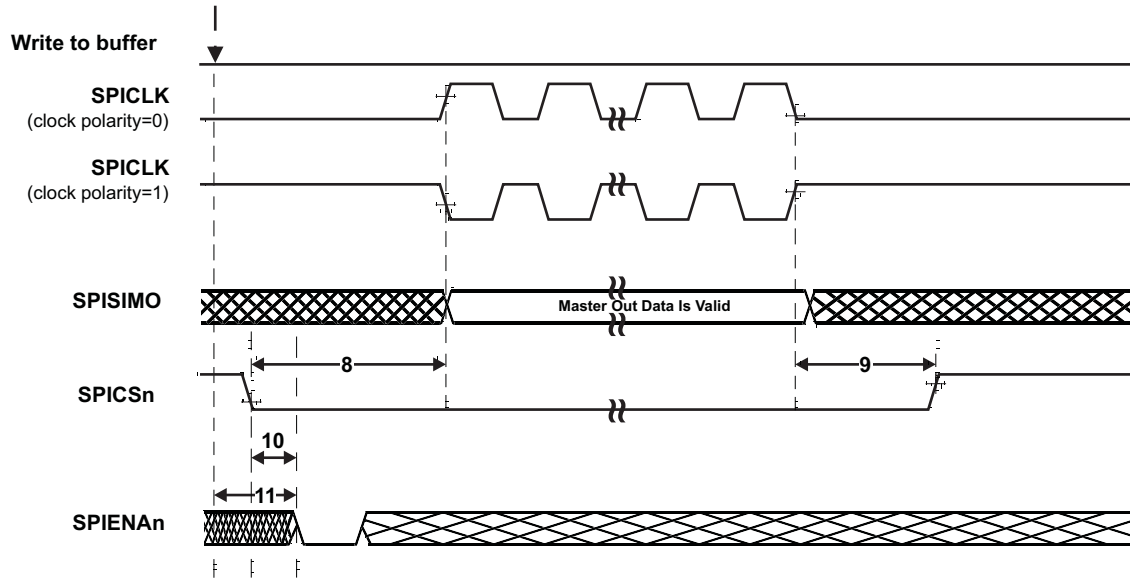 Write to buffer
SPICLK
(clock polarity=0)
SPICLK
(clock polarity=1)
SPISIMO
Master Out Data Is Valid
8
9
SPICSn
10
11
SPIENAn